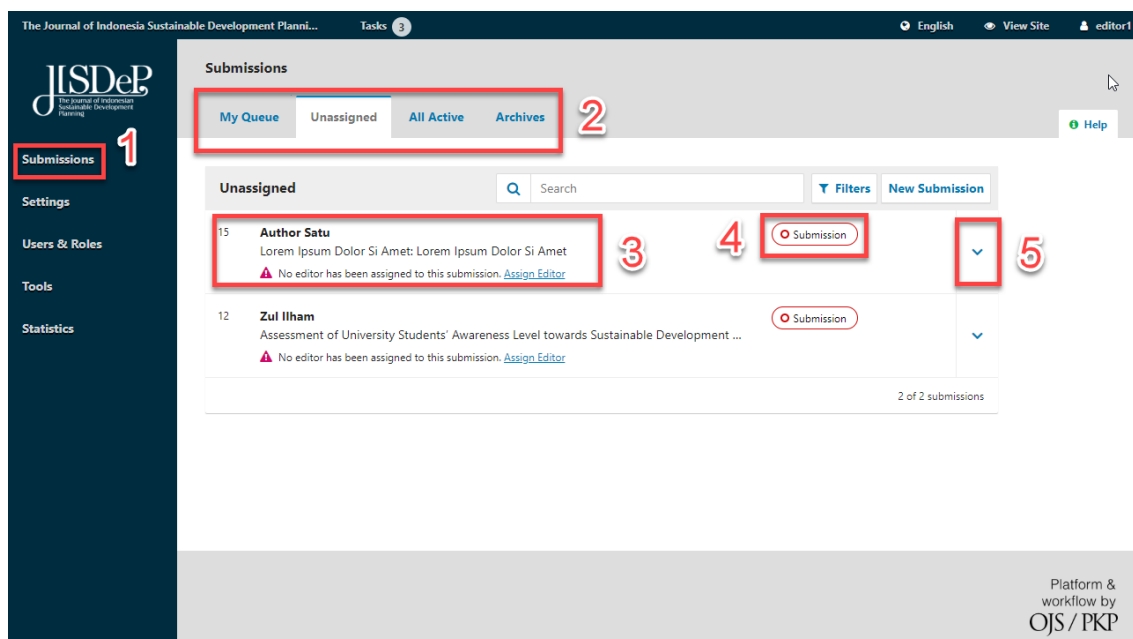 The Journal of Indonesia Sustainable Development Planni... Tasks 3 English View Site editor1
JISDeP
The Journal of Indonesian
Sustainable Development
Planning
Submissions
My Queue Unassigned All Active Archives 2
Help
1
Submissions
Settings
Users & Roles
Tools
Statistics
Unassigned Search Filters New Submission
15 Author Satu Submission
Lorem Ipsum Dolor Si Amet: Lorem Ipsum Dolor Si Amet
No editor has been assigned to this submission. Assign Editor
3 4 5
12 Zul Ilham Submission
Assessment of University Students' Awareness Level towards Sustainable Development ...
No editor has been assigned to this submission. Assign Editor
2 of 2 submissions
Platform &
workflow by
OJS / PKP